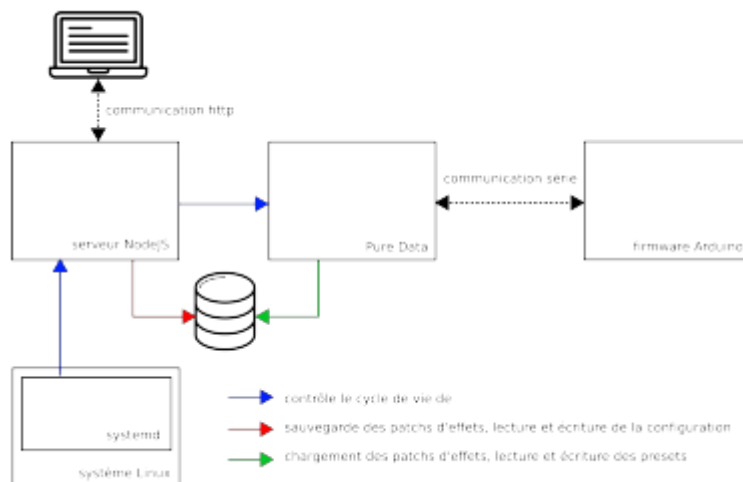 communication http
communication série
serveur NodeJS
Pure Data
firmware Arduino
contrôle le cycle de vie de
systemd
sauvegarde des patchs d'effets, lecture et écriture de la configuration
chargement des patchs d'effets, lecture et écriture des presets
système Linux